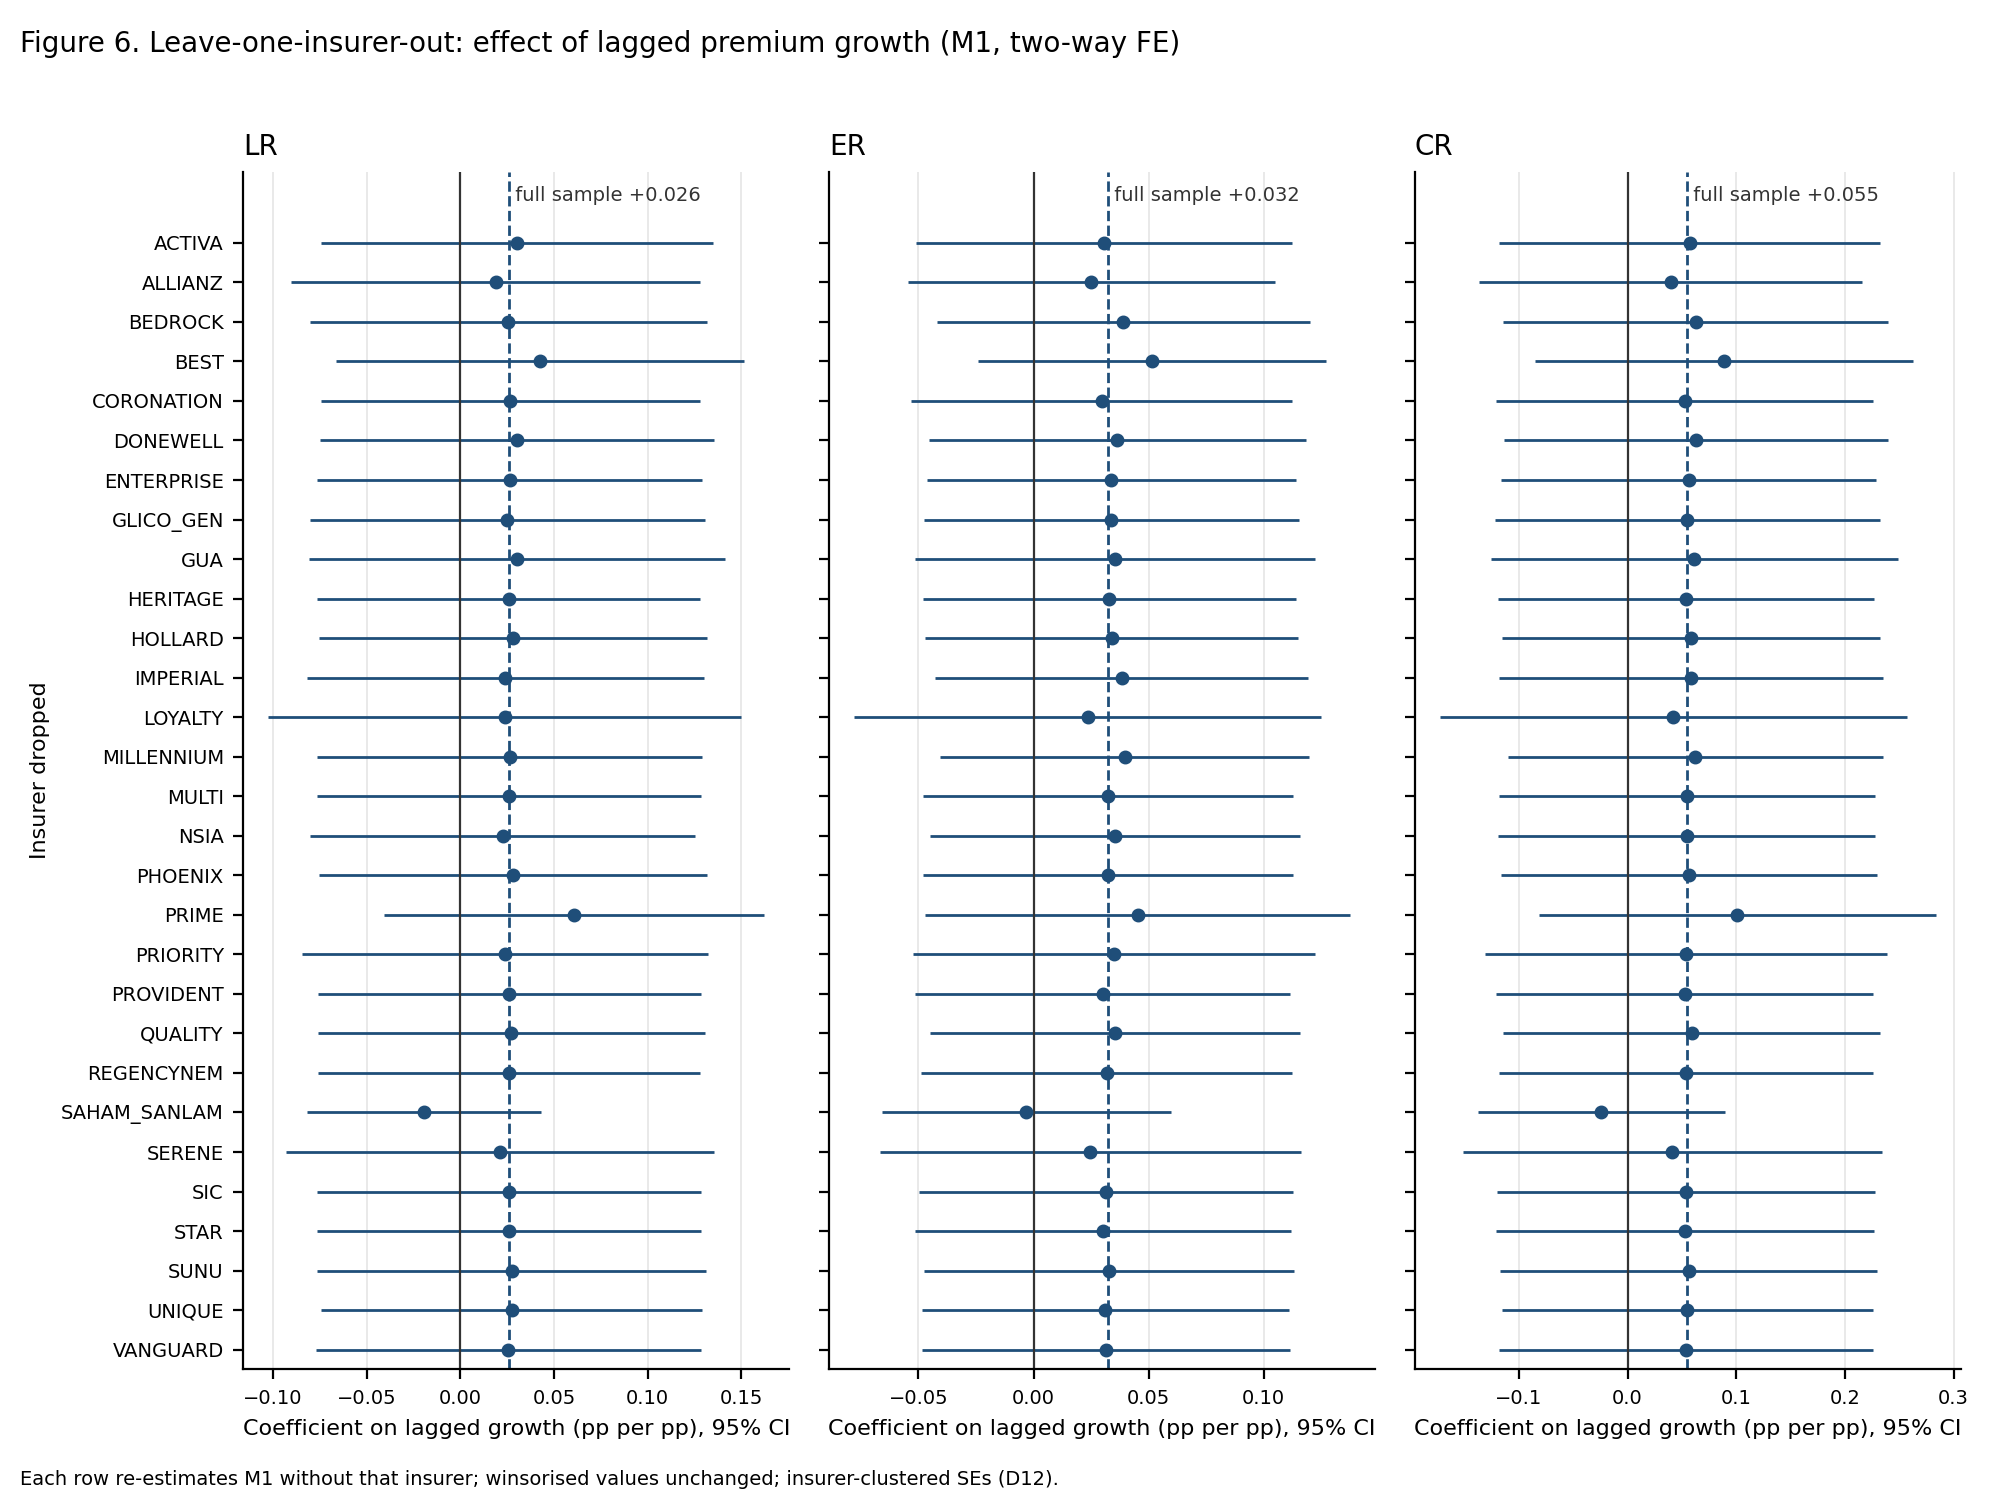 Figure 6. Leave-one-insurer-out: effect of lagged premium growth (M1, two-way FE)
LR
ER
CR
full sample +0.026
full sample +0.032
full sample +0.055
Insurer dropped
ACTIVA
ALLIANZ
BEDROCK
BEST
CORONATION
DONEWELL
ENTERPRISE
GLICO_GEN
GUA
HERITAGE
HOLLARD
IMPERIAL
LOYALTY
MILLENNIUM
MULTI
NSIA
PHOENIX
PRIME
PRIORITY
PROVIDENT
QUALITY
REGENCYNEM
SAHAM_SANLAM
SERENE
SIC
STAR
SUNU
UNIQUE
VANGUARD
−0.10 −0.05 0.00 0.05 0.10 0.15
−0.05 0.00 0.05 0.10
−0.1 0.0 0.1 0.2 0.3
Coefficient on lagged growth (pp per pp), 95% CI
Coefficient on lagged growth (pp per pp), 95% CI
Coefficient on lagged growth (pp per pp), 95% CI
Each row re-estimates M1 without that insurer; winsorised values unchanged; insurer-clustered SEs (D12).